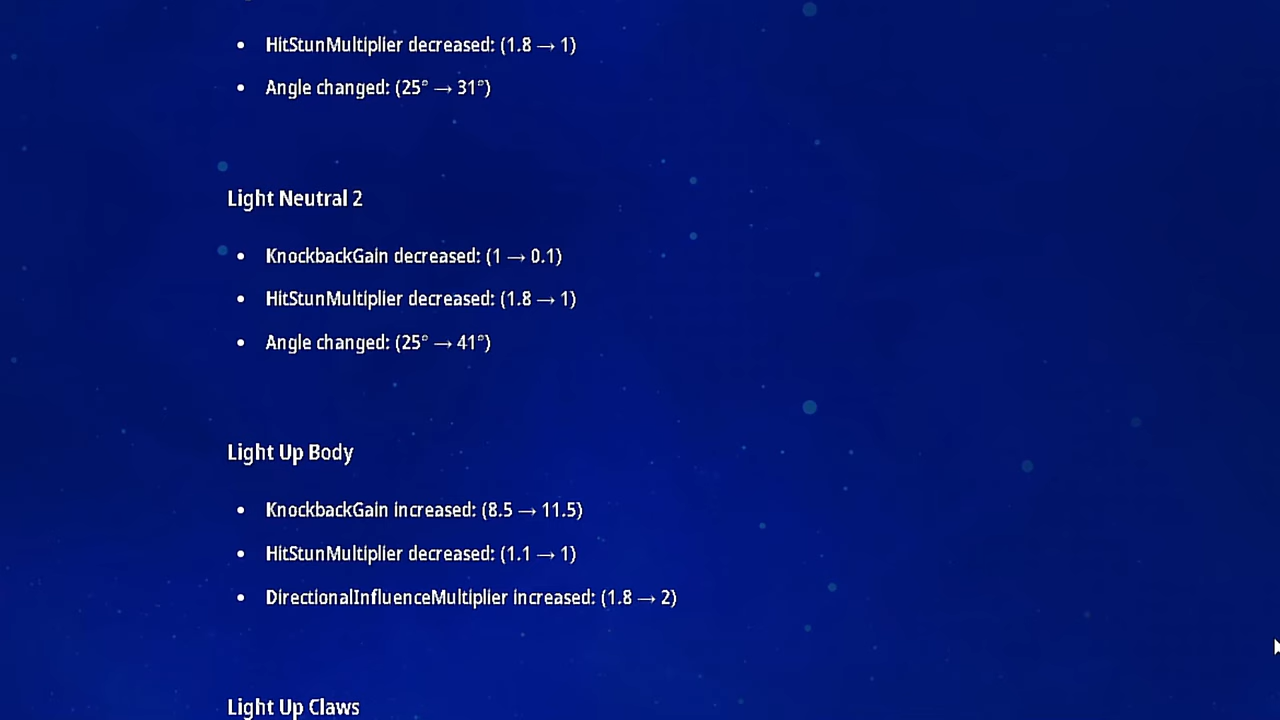 • HitStunMultiplier decreased: (1.8 → 1)
• Angle changed: (25° → 31°)
Light Neutral 2
• KnockbackGain decreased: (1 → 0.1)
• HitStunMultiplier decreased: (1.8 → 1)
• Angle changed: (25° → 41°)
Light Up Body
• KnockbackGain increased: (8.5 → 11.5)
• HitStunMultiplier decreased: (1.1 → 1)
• DirectionalInfluenceMultiplier increased: (1.8 → 2)
Light Up Claws